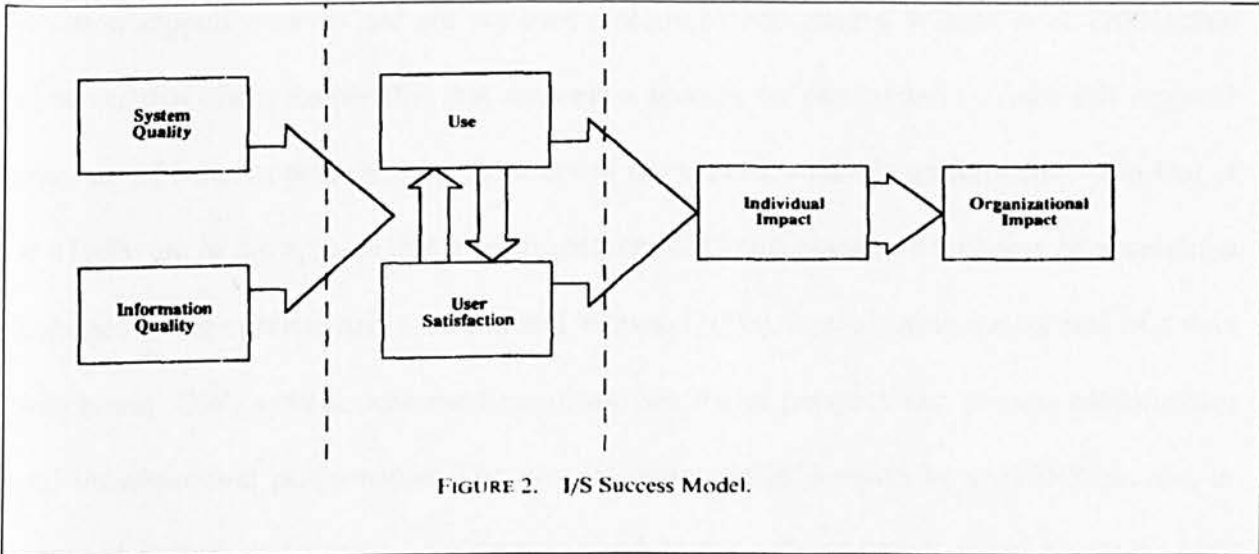 System
Quality
Use
Individual
Impact
Organizational
Impact
Information
Quality
User
Satisfaction
FIGURE 2. I/S Success Model.